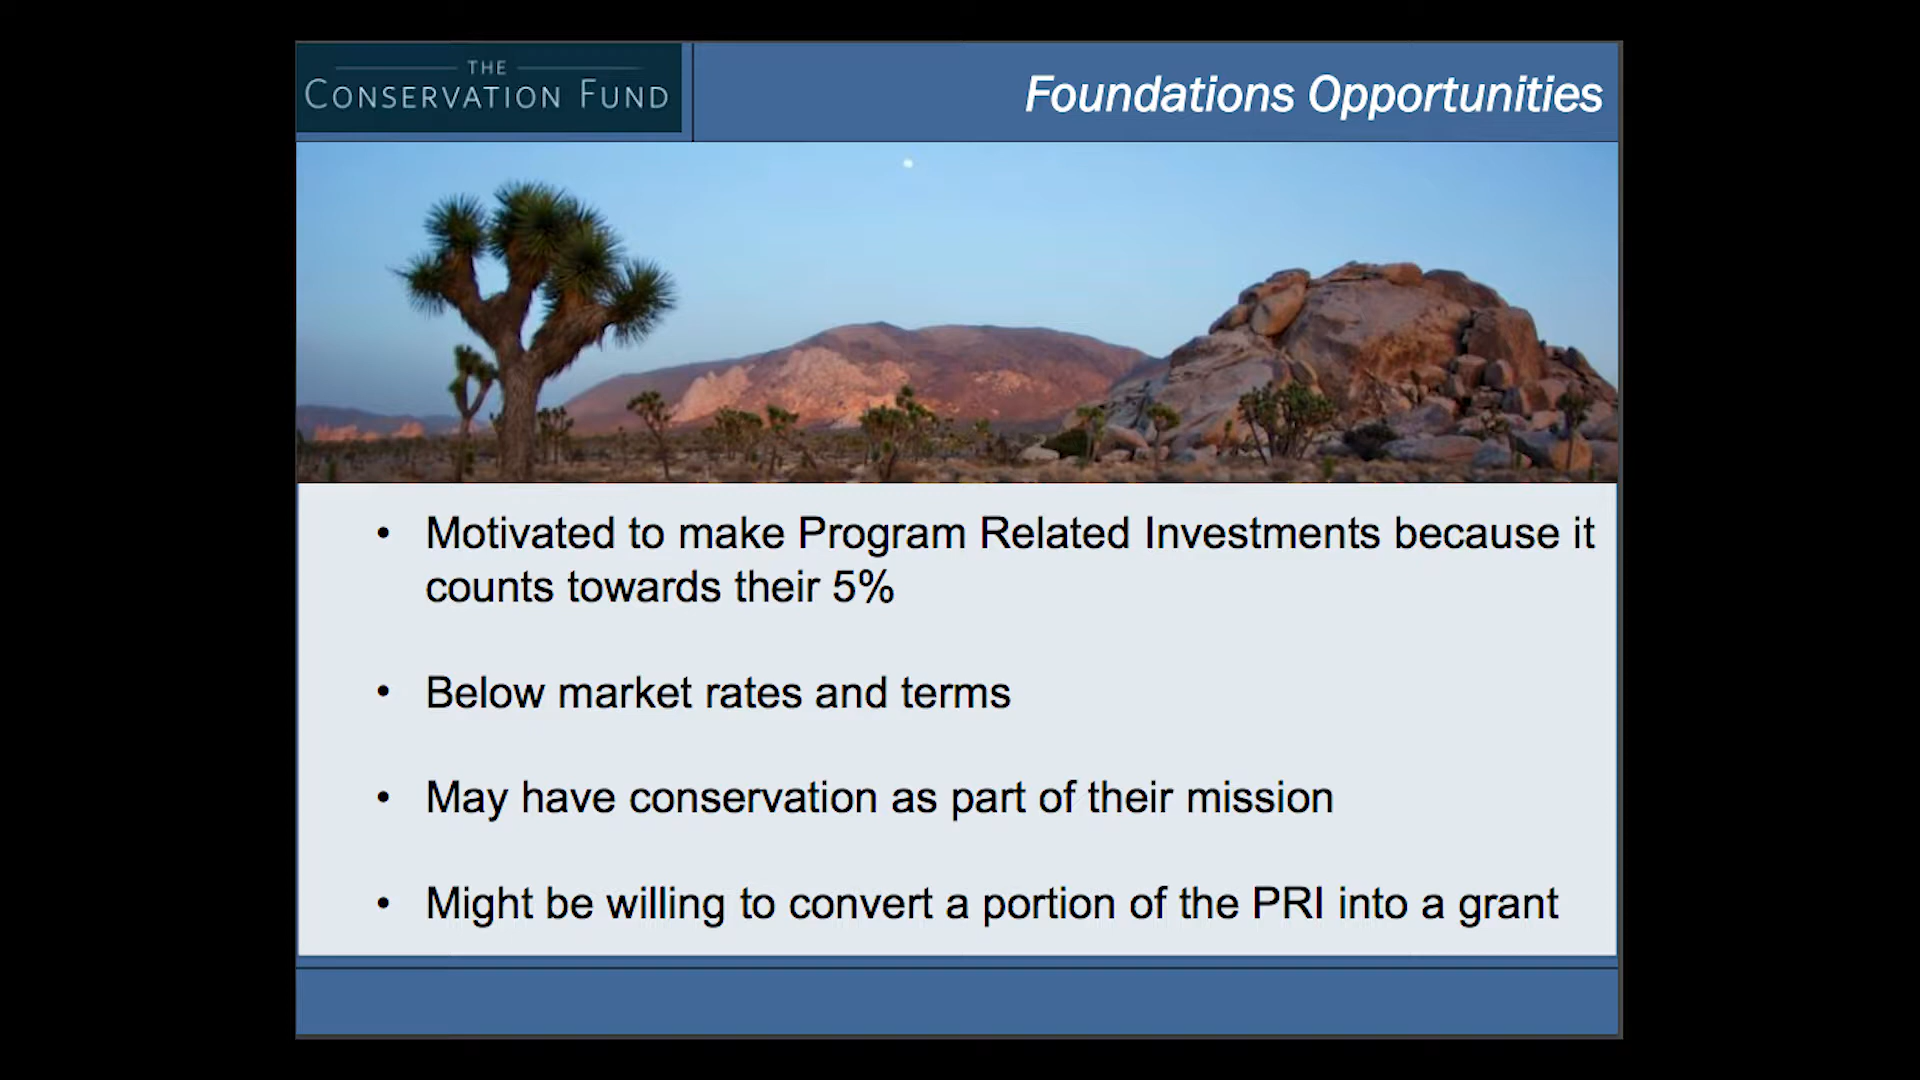 THE
CONSERVATION FUND
Foundations Opportunities
• Motivated to make Program Related Investments because it
counts towards their 5%
• Below market rates and terms
• May have conservation as part of their mission
• Might be willing to convert a portion of the PRI into a grant